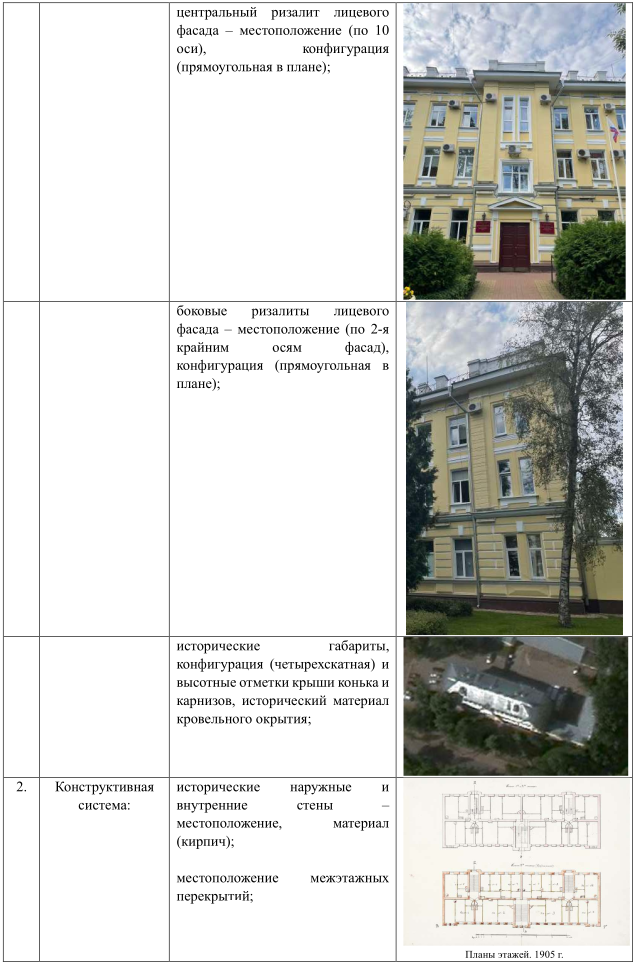 центральный ризалит лицевого
фасада – местоположение (по 10
оси), конфигурация
(прямоугольная в плане);
боковые ризалиты лицевого
фасада – местоположение (по 2-я
крайним осям фасад),
конфигурация (прямоугольная в
плане);
исторические габариты,
конфигурация (четырехскатная) и
высотные отметки крыши конька и
карнизов, исторический материал
кровельного окрытия;
2.
Конструктивная
система:
исторические наружные и
внутренние стены –
местоположение, материал
(кирпич);
местоположение межэтажных
перекрытий;
Планы этажей. 1905 г.